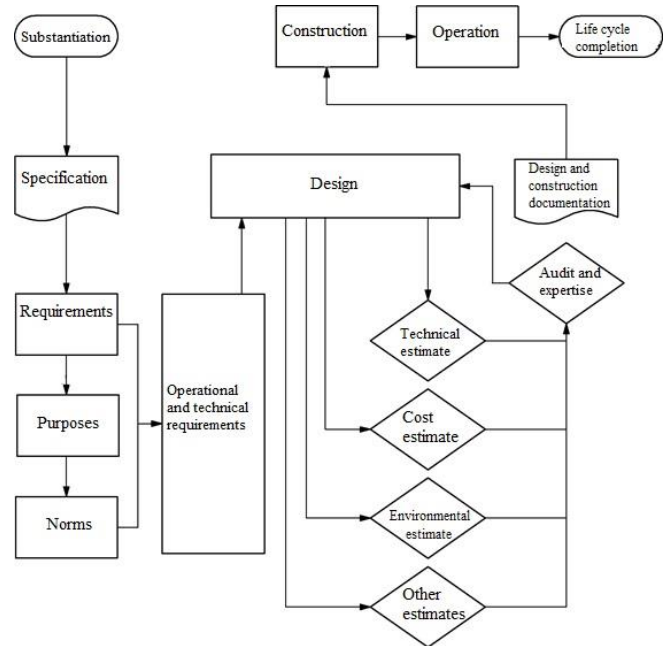 Substantiation
Construction
Operation
Life cycle
completion
Specification
Design
Design and
construction
documentation
Audit and
expertise
Requirements
Technical
estimate
Operational
and technical
requirements
Purposes
Cost
estimate
Norms
Environmental
estimate
Other
estimates